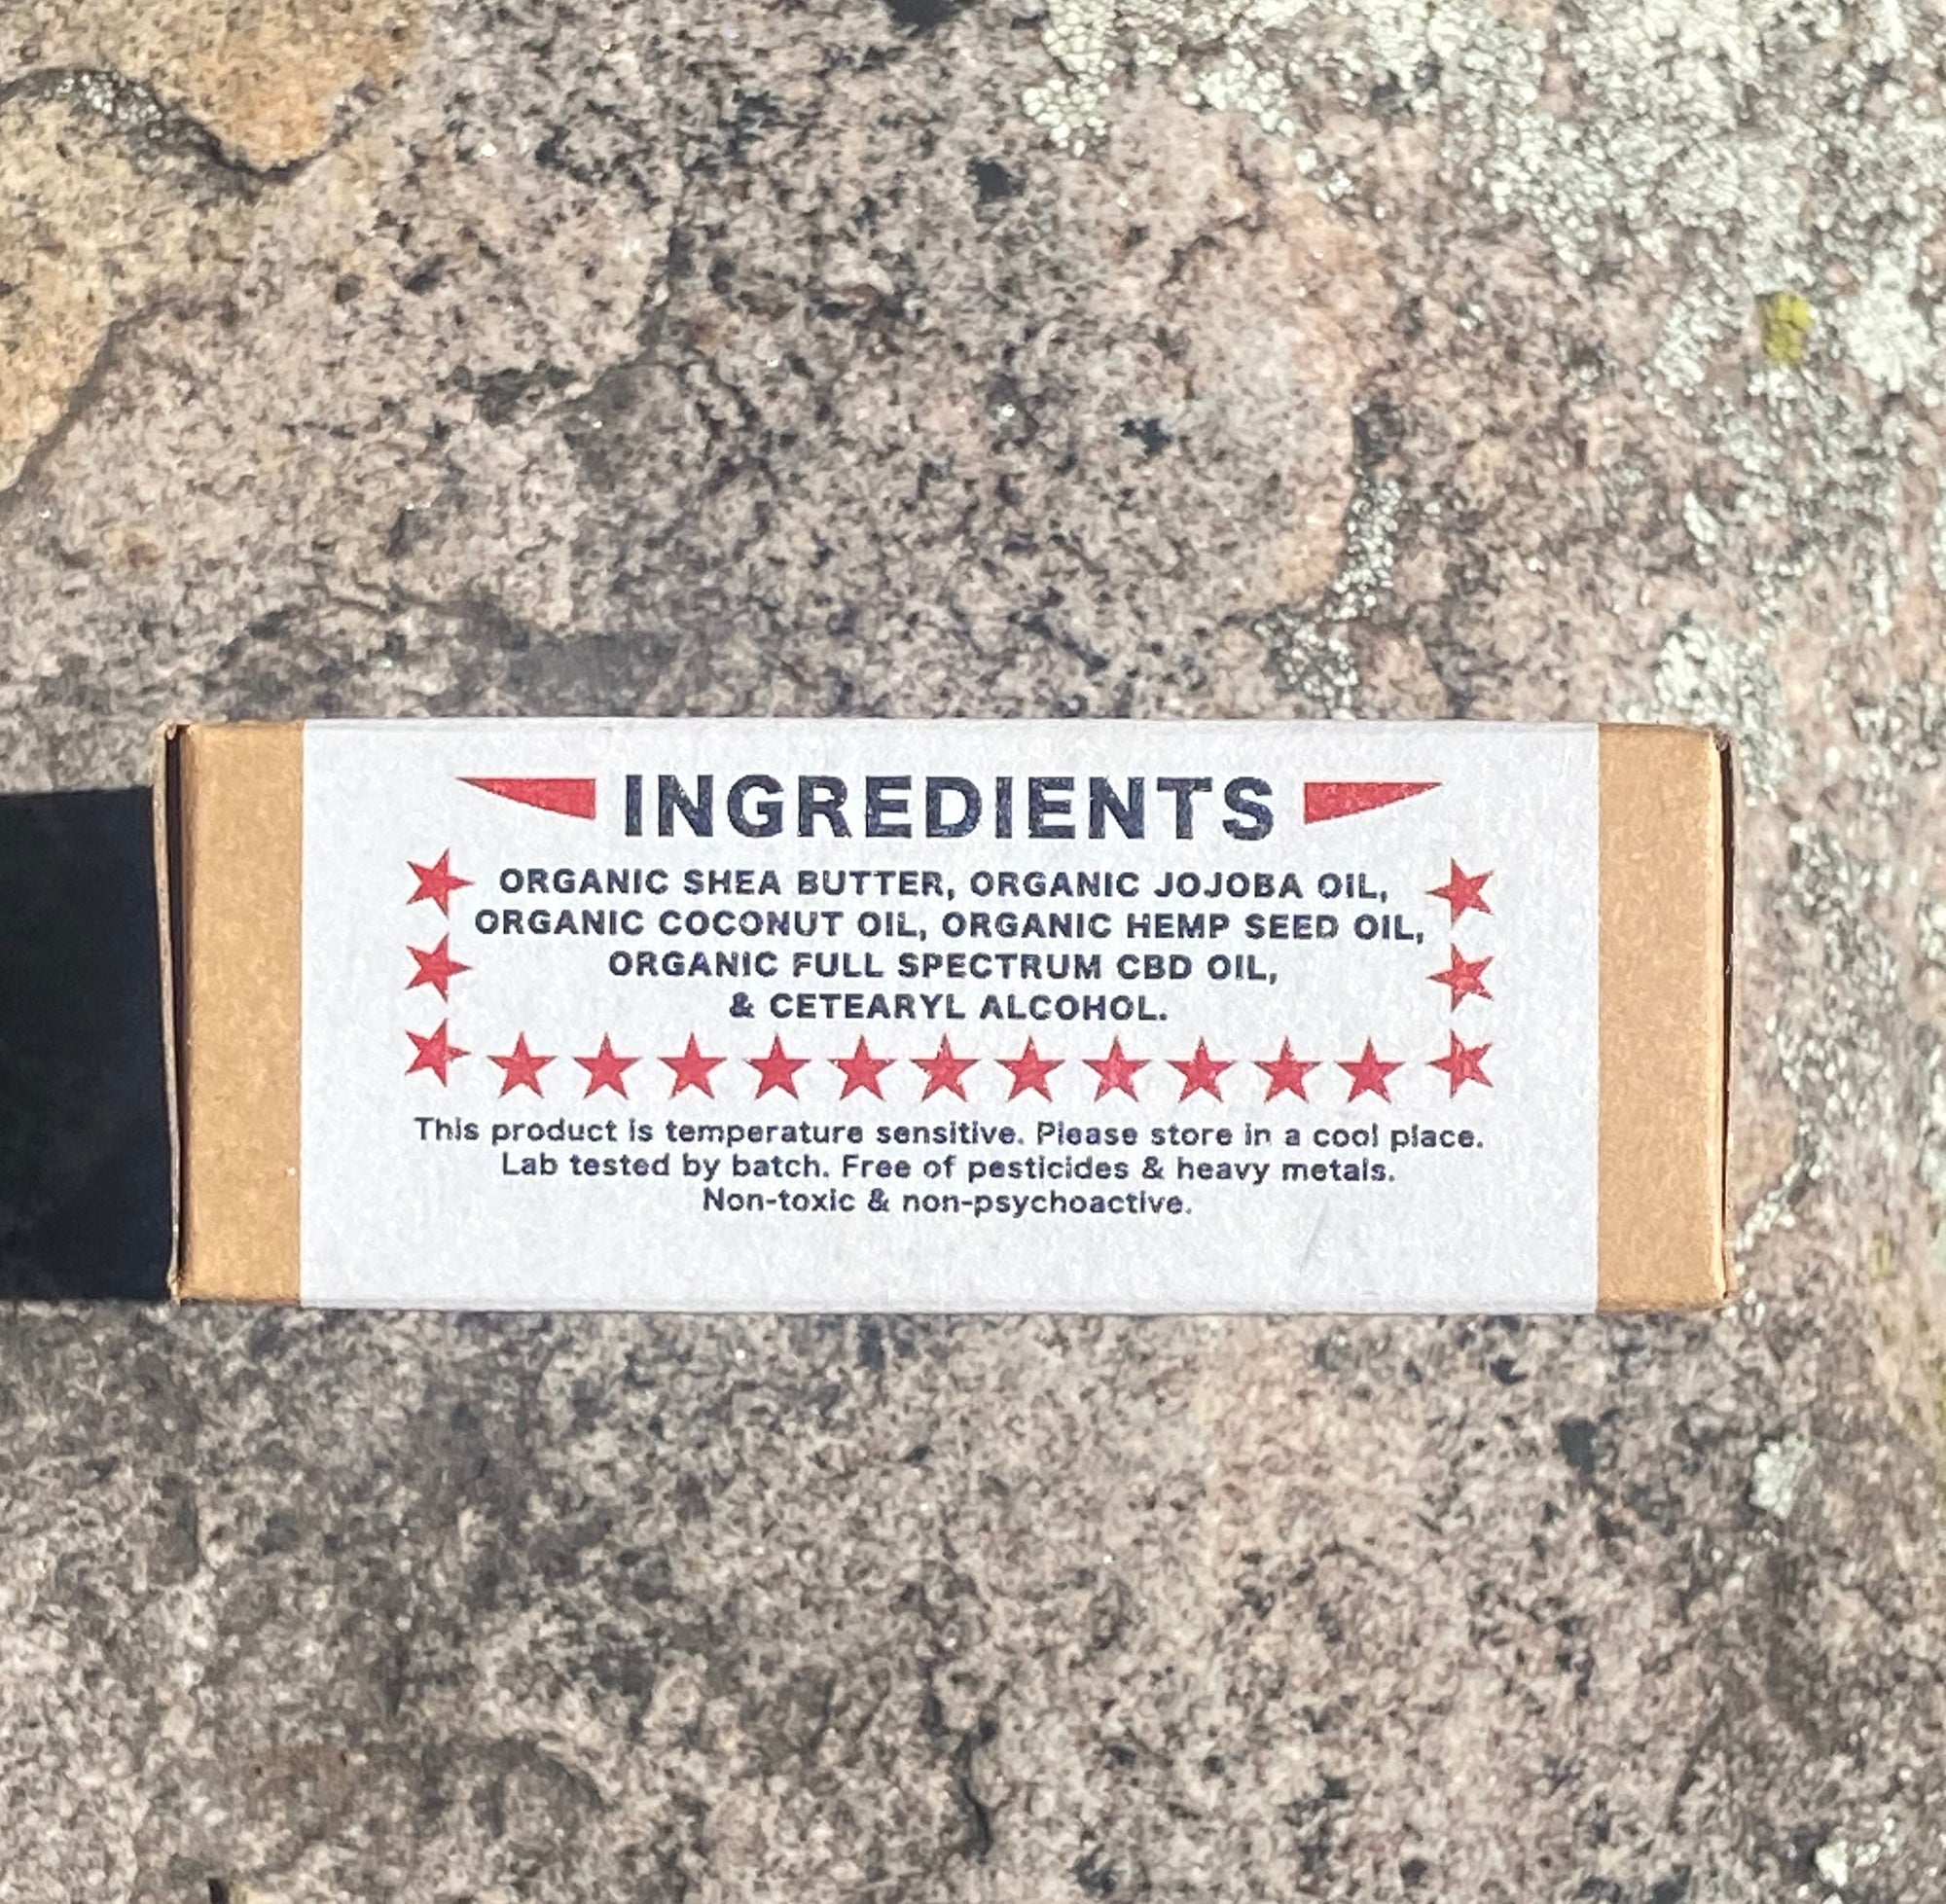 INGREDIENTS
ORGANIC SHEA BUTTER, ORGANIC JOJOBA OIL,
ORGANIC COCONUT OIL, ORGANIC HEMP SEED OIL,
ORGANIC FULL SPECTRUM CBD OIL,
& CETEARYL ALCOHOL.
This product is temperature sensitive. Please store in a cool place.
Lab tested by batch. Free of pesticides & heavy metals.
Non-toxic & non-psychoactive.